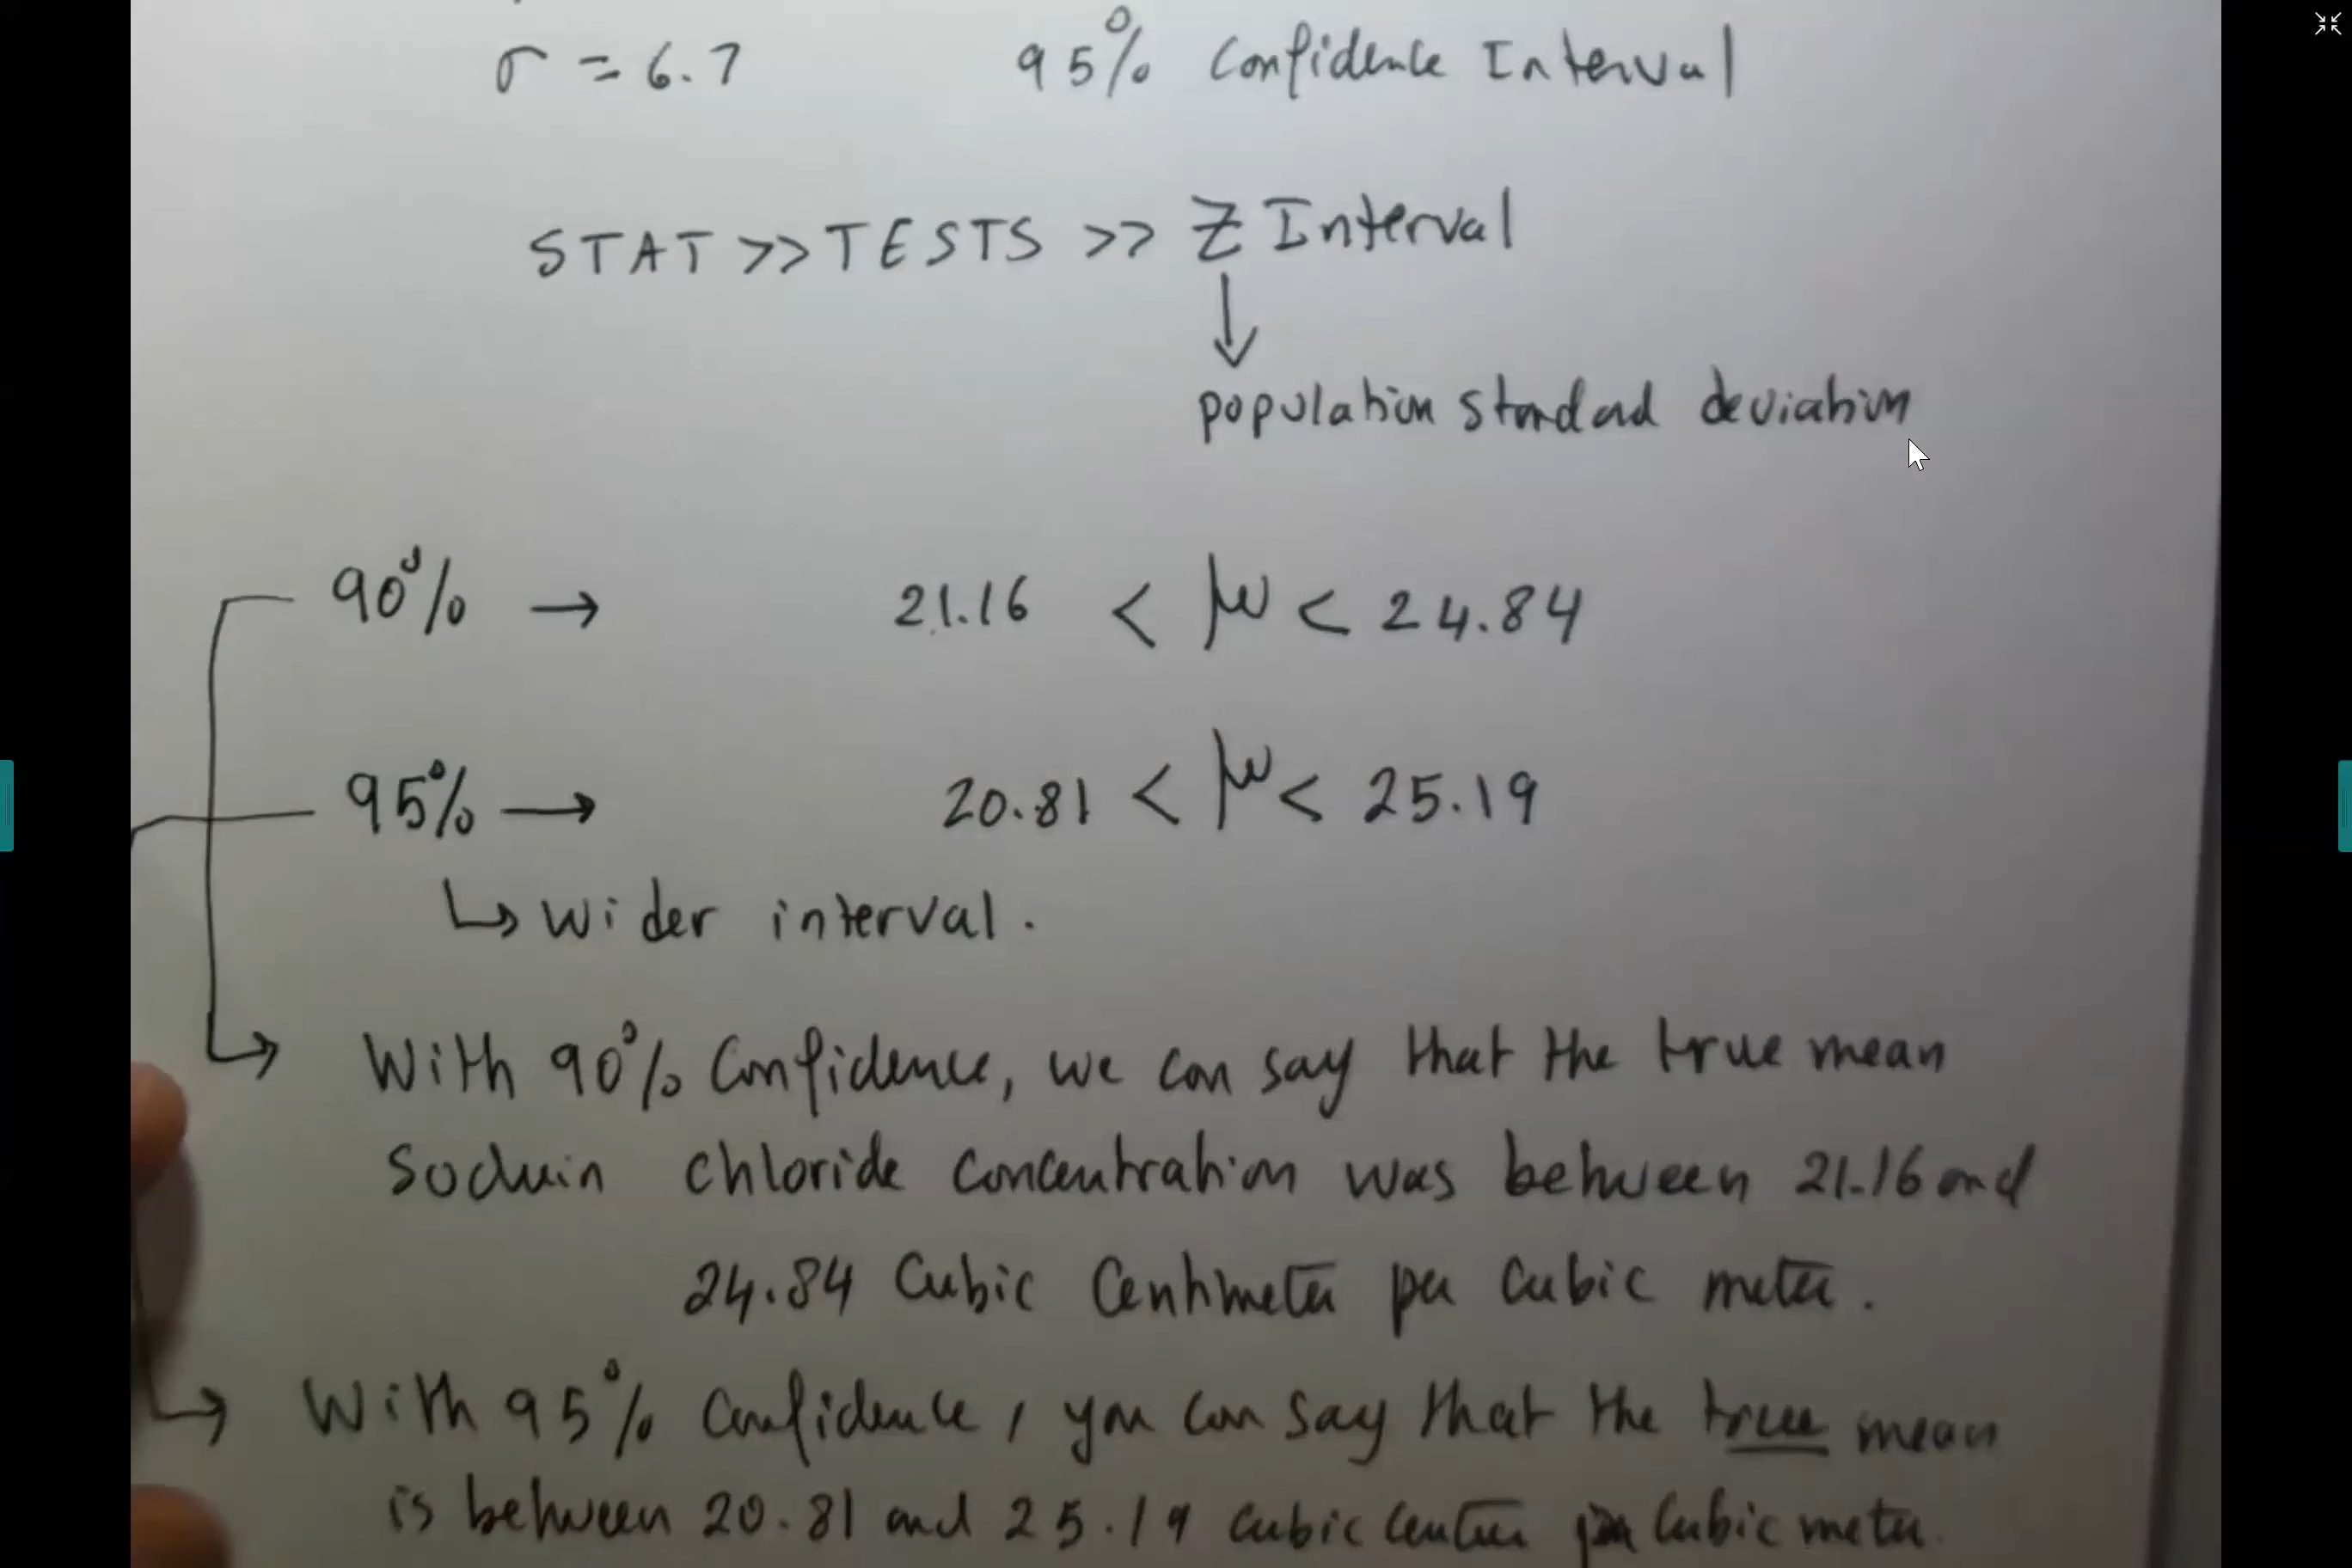 σ = 6.7 95% Confidence Interval
STAT >> TESTS >> Z Interval
↓
population standard deviation
90% → 21.16 < μ < 24.84
95% → 20.81 < μ < 25.19
↳ wider interval.
With 90% Confidence, we can say that the true mean
Sodium chloride concentration was between 21.16 and
24.84 Cubic Centimeter per Cubic meter.
With 95% Confidence, you can say that the true mean
is between 20.81 and 25.19 cubic per Cubic meter.